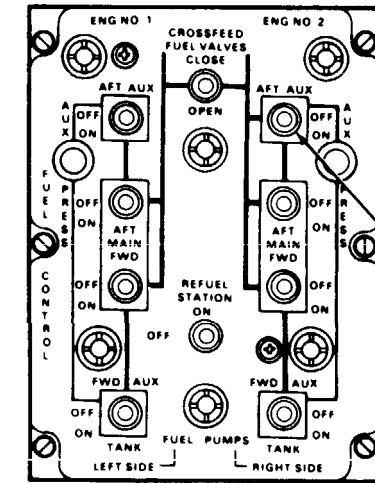 ENG NO 1
ENG NO 2
CROSSFEED
FUEL VALVES
CLOSE
OPEN
AFT AUX
OFF
ON
AFT AUX
OFF
ON
AUX PRESS
AUX PRESS
FUEL CONTROL
OFF
ON
AFT
MAIN
FWD
OFF
ON
OFF
ON
AFT
MAIN
FWD
OFF
ON
REFUEL
STATION
ON
OFF
FWD AUX
OFF
ON
TANK
FWD AUX
OFF
ON
TANK
FUEL PUMPS
LEFT SIDE
RIGHT SIDE